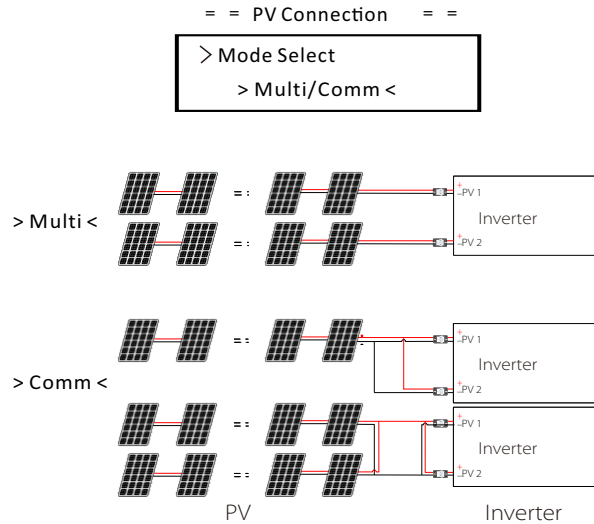 = = PV Connection = =
> Mode Select
> Multi/Comm <
> Multi <
+
–PV 1
Inverter
+
–PV 2
> Comm <
+
–PV 1
Inverter
+
–PV 2
+
–PV 1
Inverter
+
–PV 2
PV
Inverter